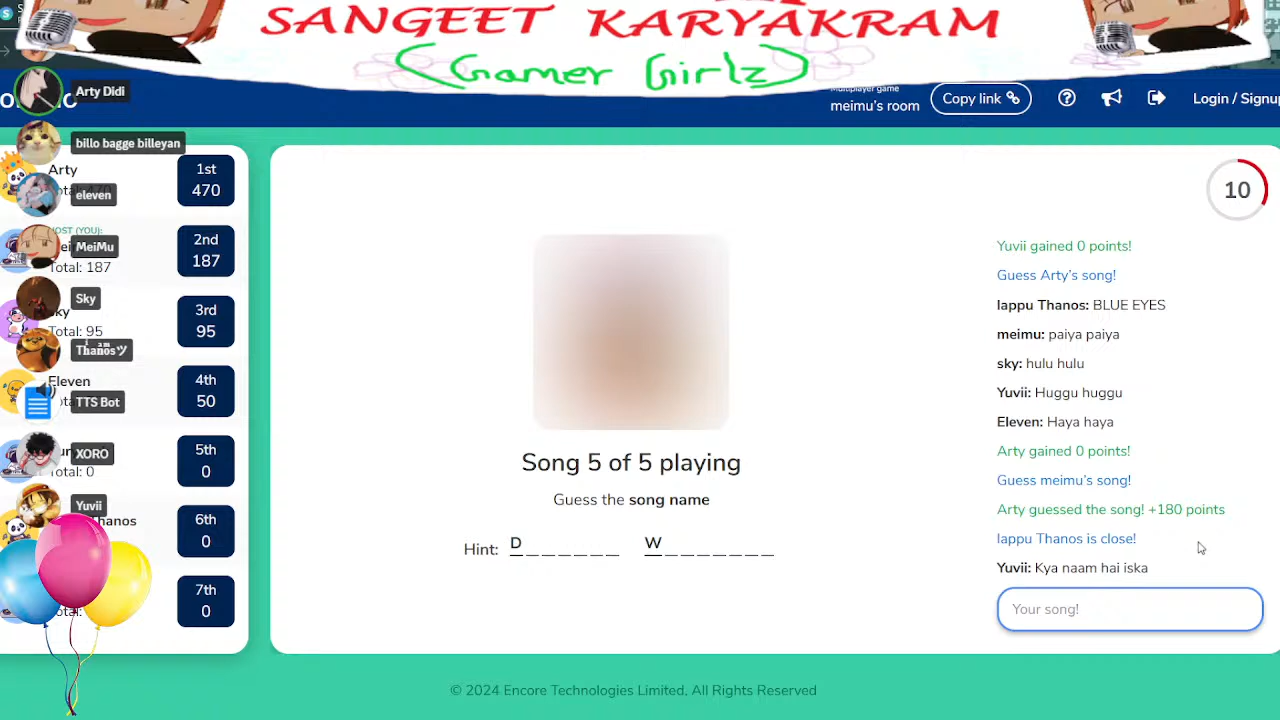 SANGEET KARYAKRAM
(Gamer Girlz)
Multiplayer game
meimu's room
Copy link
Login / Signup
Arty Didi
billo bagge billeyan
Arty
1st
470
eleven
HOST (YOU):
MeiMu
Total: 187
2nd
187
Sky
Total: 95
3rd
95
i am
Thanosツ
Eleven
TTS Bot
4th
50
XORO
Total: 0
5th
0
Yuvii
Thanos
6th
0
7th
0
Song 5 of 5 playing
Guess the song name
Hint: D _ _ _ _ _ _ W _ _ _ _ _ _ _
10
Yuvii gained 0 points!
Guess Arty's song!
lappu Thanos: BLUE EYES
meimu: paiya paiya
sky: hulu hulu
Yuvii: Huggu huggu
Eleven: Haya haya
Arty gained 0 points!
Guess meimu's song!
Arty guessed the song! +180 points
lappu Thanos is close!
Yuvii: Kya naam hai iska
Your song!
© 2024 Encore Technologies Limited, All Rights Reserved